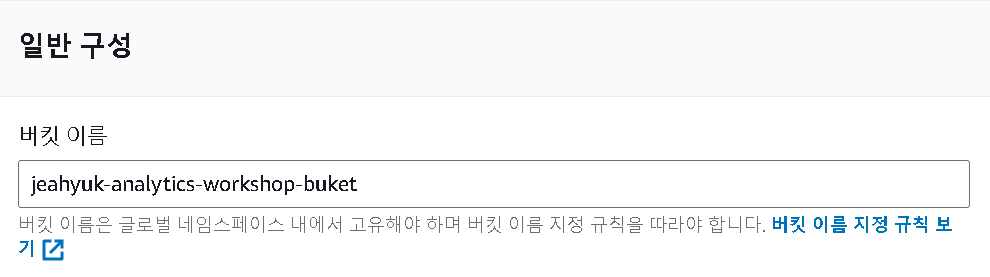 일반 구성
버킷 이름
jeahyuk-analytics-workshop-buket
버킷 이름은 글로벌 네임스페이스 내에서 고유해야 하며 버킷 이름 지정 규칙을 따라야 합니다. 버킷 이름 지정 규칙 보
기